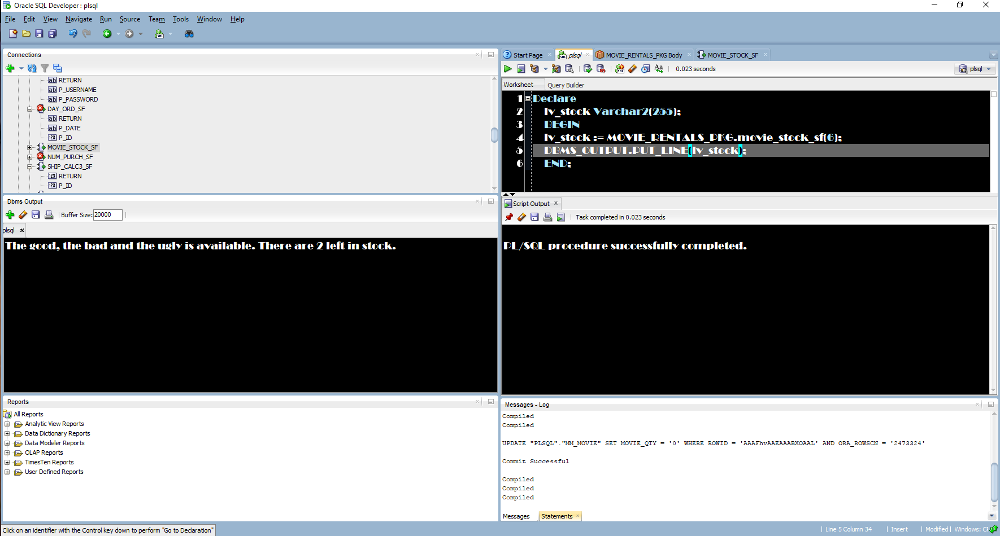 Oracle SQL Developer : plsql
File Edit View Navigate Run Source Team Tools Window Help
Connections
RETURN
P_USERNAME
P_PASSWORD
DAY_ORD_SF
RETURN
P_DATE
P_ID
MOVIE_STOCK_SF
NUM_PURCH_SF
SHIP_CALC3_SF
RETURN
P_ID
Dbms Output
Buffer Size: 20000
plsql
The good, the bad and the ugly is available. There are 2 left in stock.
Reports
All Reports
Analytic View Reports
Data Dictionary Reports
Data Modeler Reports
OLAP Reports
TimesTen Reports
User Defined Reports
Start Page plsql MOVIE_RENTALS_PKG Body MOVIE_STOCK_SF
0.023 seconds plsql
Worksheet Query Builder
1 Declare
2 lv_stock Varchar2(255);
3 BEGIN
4 lv_stock := MOVIE_RENTALS_PKG.movie_stock_sf(6);
5 DBMS_OUTPUT.PUT_LINE(lv_stock);
6 END;
Script Output
Task completed in 0.023 seconds
PL/SQL procedure successfully completed.
Messages - Log
Compiled
Compiled
UPDATE "PLSQL"."MM_MOVIE" SET MOVIE_QTY = '0' WHERE ROWID = 'AAAFhvAAEAAABXOAAL' AND ORA_ROWSCN = '2473324'
Commit Successful
Compiled
Compiled
Compiled
Messages Statements
Click on an identifier with the Control key down to perform "Go to Declaration"
Line 5 Column 34 Insert Modified Windows: